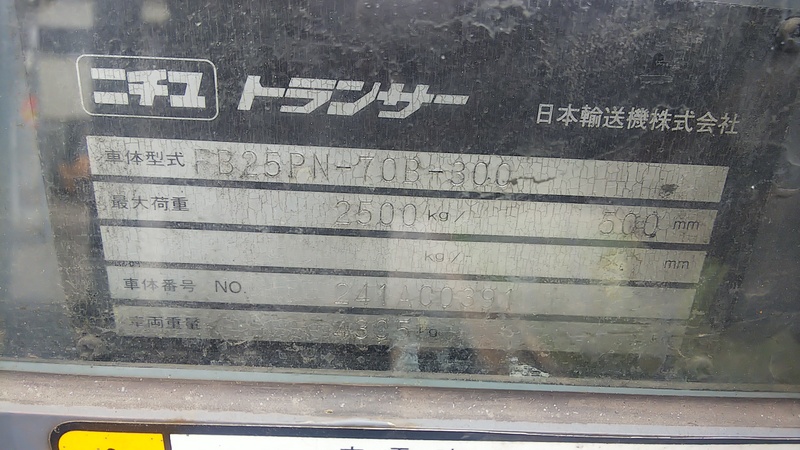 ニチユ トランサー 日本輸送機株式会社
車体型式 FB25PN-70B-300
最大荷重 2500 kg/ 500 mm
kg/ mm
車体番号 NO. 241AC0391
車両重量 kg